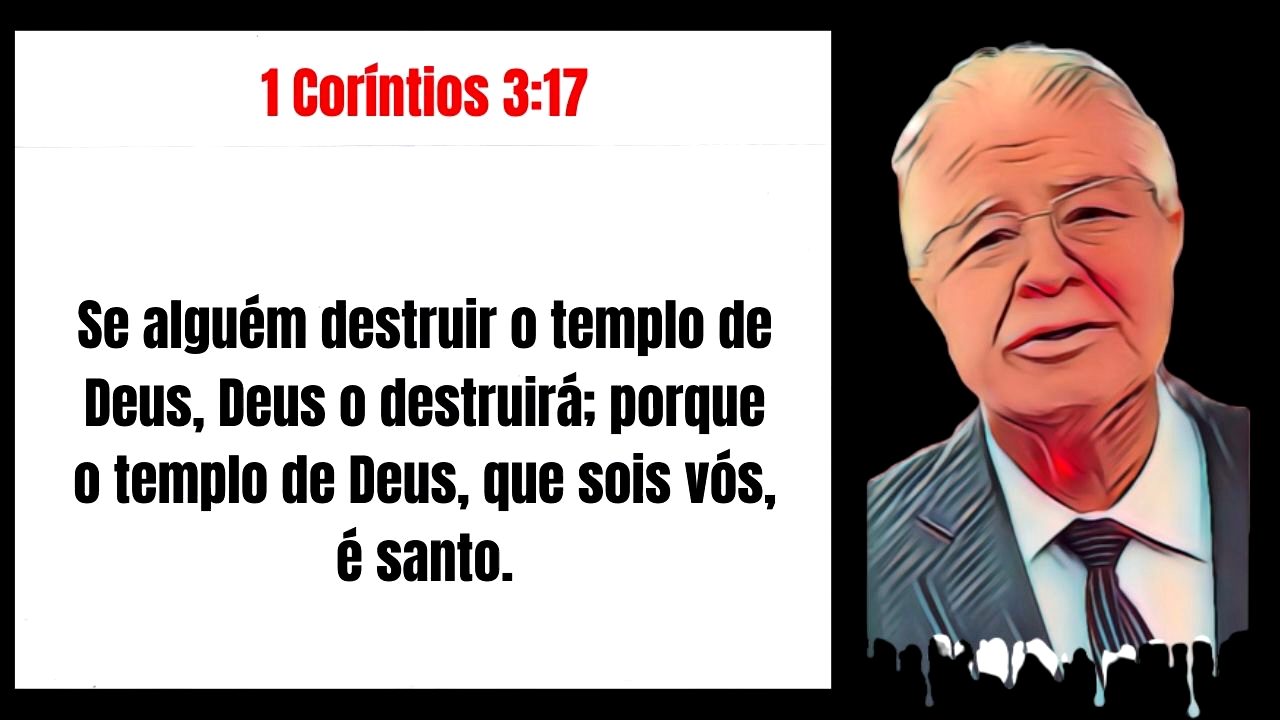 1 Coríntios 3:17
Se alguém destruir o templo de
Deus, Deus o destruirá; porque
o templo de Deus, que sois vós,
é santo.